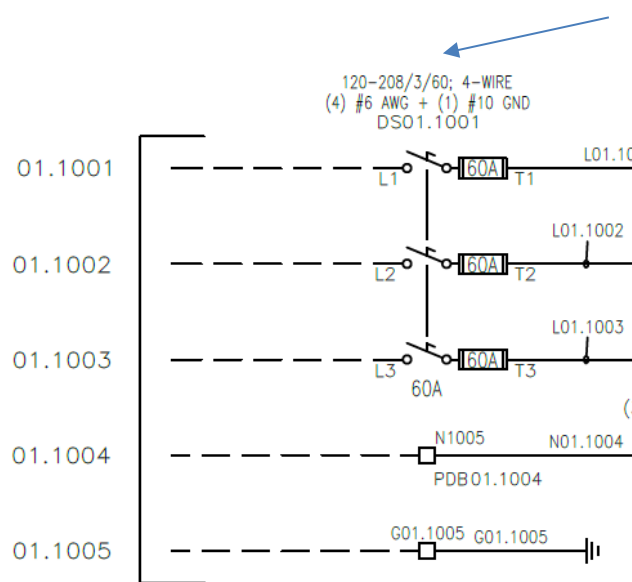 120-208/3/60; 4-WIRE
(4) #6 AWG + (1) #10 GND
DS01.1001
01.1001
L1
60A
T1
L01.10
01.1002
L2
60A
T2
L01.1002
01.1003
L3
60A
T3
L01.1003
60A
01.1004
N1005
N01.1004
PDB01.1004
01.1005
G01.1005
G01.1005